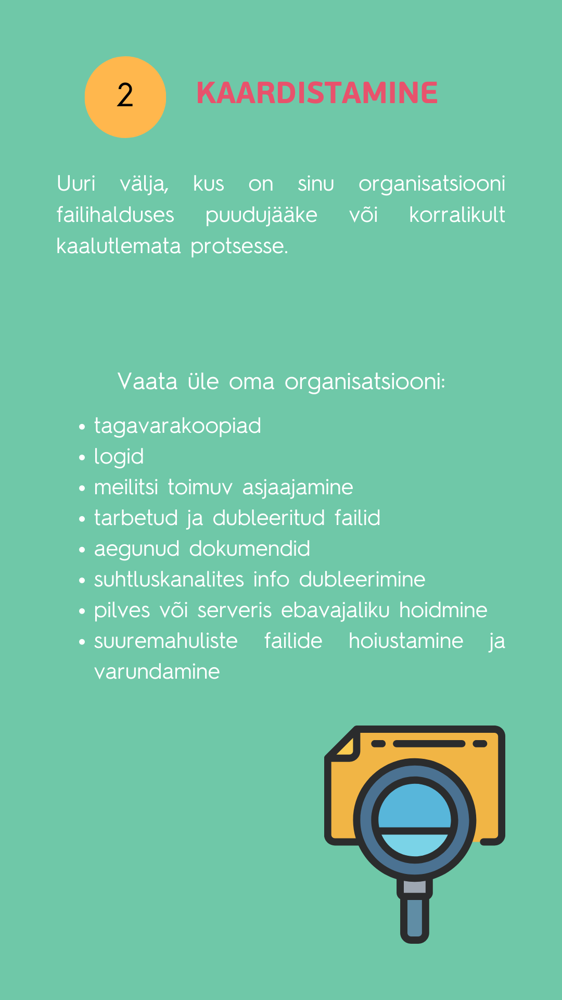 2
KAARDISTAMINE
Uuri välja, kus on sinu organisatsiooni
failihalduses puudujääke või korralikult
kaalutlemata protsesse.
Vaata üle oma organisatsiooni:
• tagavarakoopiad
• logid
• meilitsi toimuv asjaajamine
• tarbetud ja dubleeritud failid
• aegunud dokumendid
• suhtluskanalites info dubleerimine
• pilves või serveris ebavajaliku hoidmine
• suuremahuliste failide hoiustamine ja
varundamine